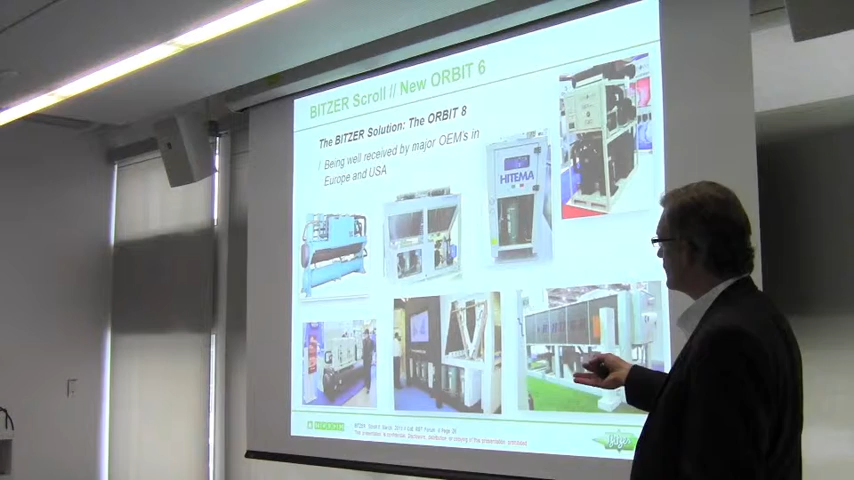 BITZER Scroll // New ORBIT 6
The BITZER Solution: The ORBIT 8
/ Being well received by major OEM's in
Europe and USA
HITEMA
BITZER